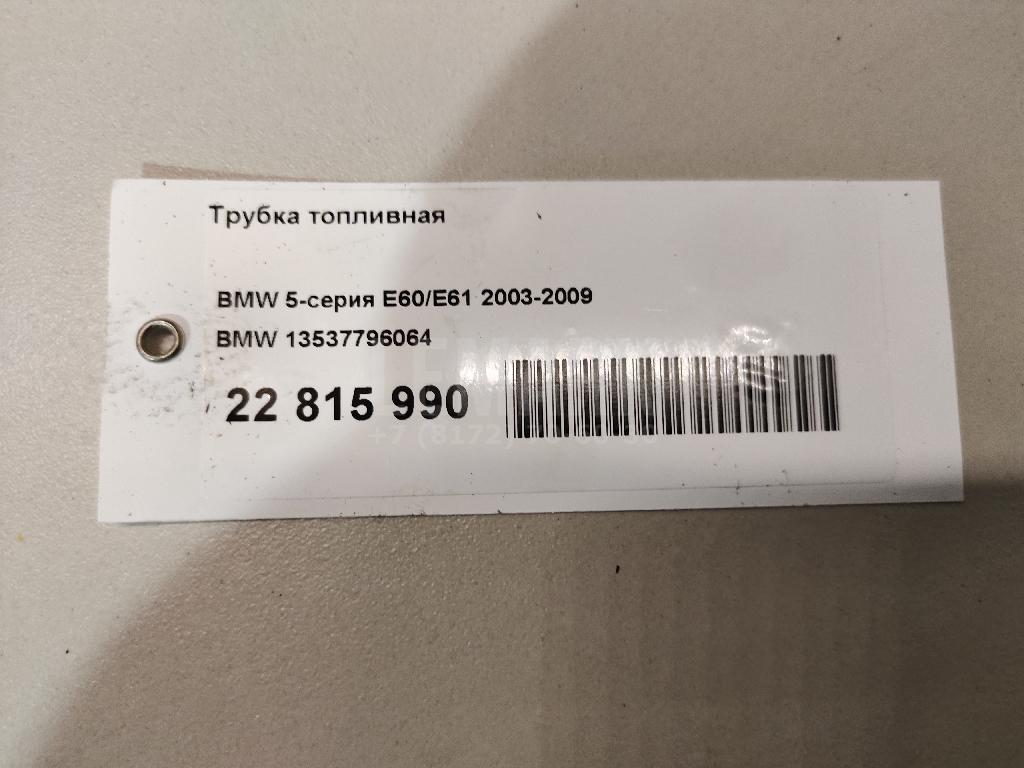 Трубка топливная
BMW 5-серия E60/E61 2003-2009
BMW 13537796064
22 815 990